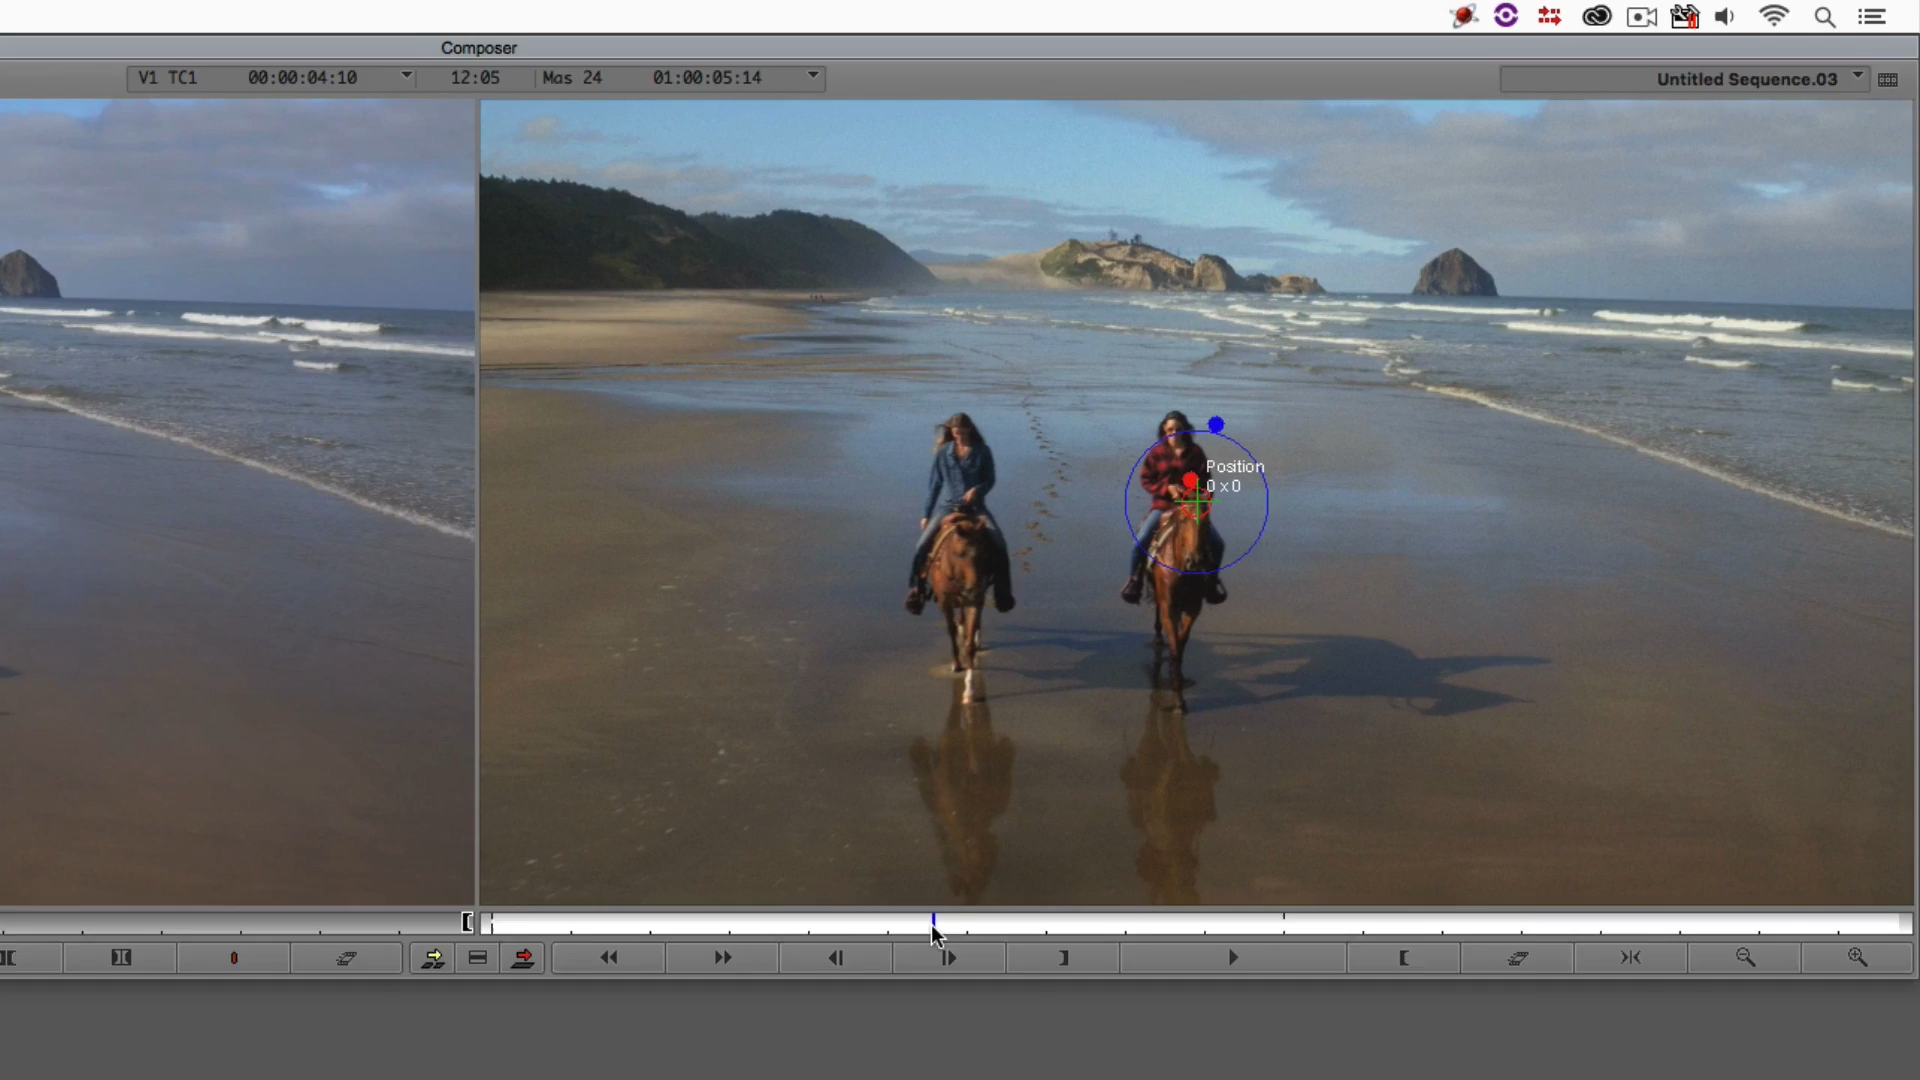 Composer
V1 TC1 00:00:04:10 12:05 Mas 24 01:00:05:14 Untitled Sequence.03
Position
0 x 0